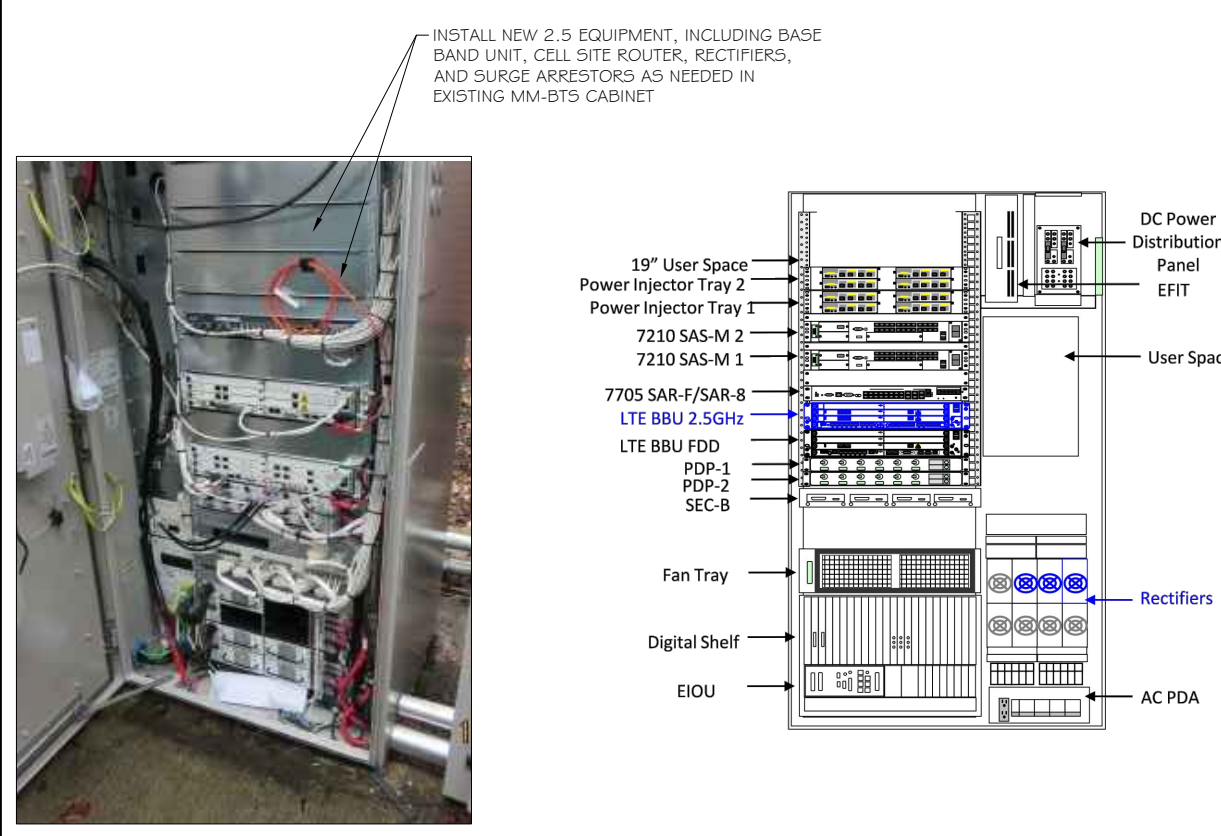 INSTALL NEW 2.5 EQUIPMENT, INCLUDING BASE
BAND UNIT, CELL SITE ROUTER, RECTIFIERS,
AND SURGE ARRESTORS AS NEEDED IN
EXISTING MM-BTS CABINET
19" User Space
Power Injector Tray 2
Power Injector Tray 1
7210 SAS-M 2
7210 SAS-M 1
7705 SAR-F/SAR-8
LTE BBU 2.5GHz
LTE BBU FDD
PDP-1
PDP-2
SEC-B
Fan Tray
Digital Shelf
EIOU
DC Power
Distribution
Panel
EFIT
User Spac
Rectifiers
AC PDA